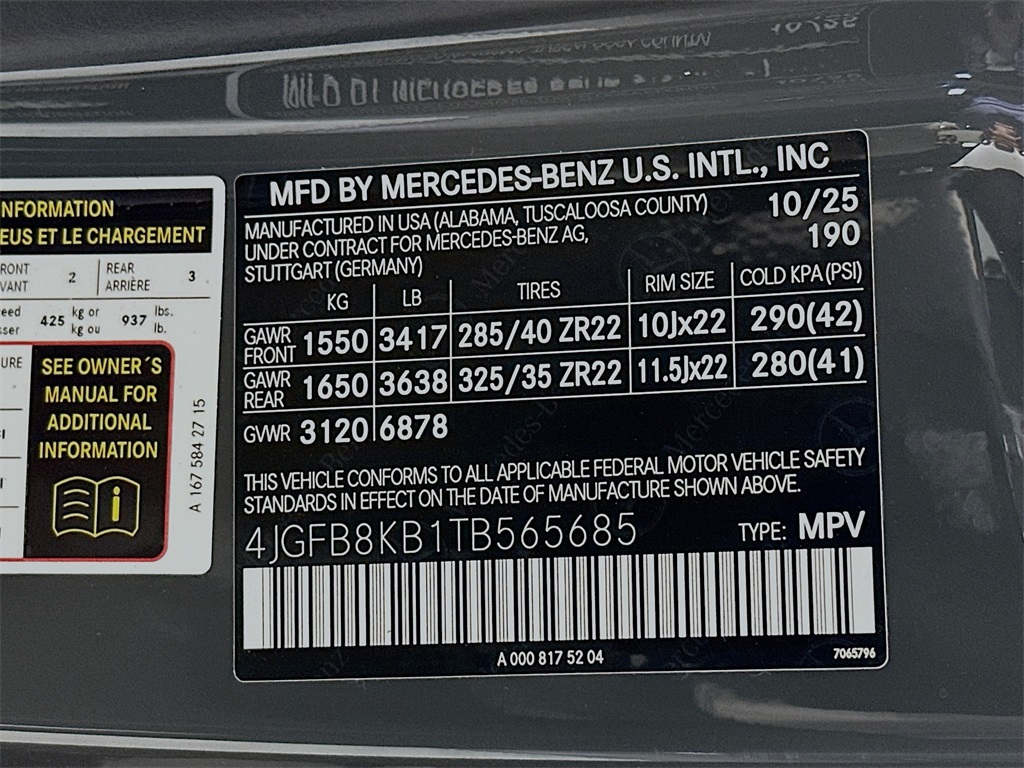 NFORMATION
EUS ET LE CHARGEMENT
RONT 2 REAR 3
VANT ARRIÈRE
eed 425 kg or 937 lbs.
sser kg ou lb.
URE
SEE OWNER´S
MANUAL FOR
ADDITIONAL
INFORMATION
A 167 584 27 15
MFD BY MERCEDES-BENZ U.S. INTL., INC
MANUFACTURED IN USA (ALABAMA, TUSCALOOSA COUNTY) 10/25
UNDER CONTRACT FOR MERCEDES-BENZ AG, 190
STUTTGART (GERMANY)
KG LB TIRES RIM SIZE COLD KPA (PSI)
GAWR FRONT 1550 3417 285/40 ZR22 10Jx22 290(42)
GAWR REAR 1650 3638 325/35 ZR22 11.5Jx22 280(41)
GVWR 3120 6878
THIS VEHICLE CONFORMS TO ALL APPLICABLE FEDERAL MOTOR VEHICLE SAFETY
STANDARDS IN EFFECT ON THE DATE OF MANUFACTURE SHOWN ABOVE.
4JGFB8KB1TB565685 TYPE: MPV
A 000 817 52 04 7065796